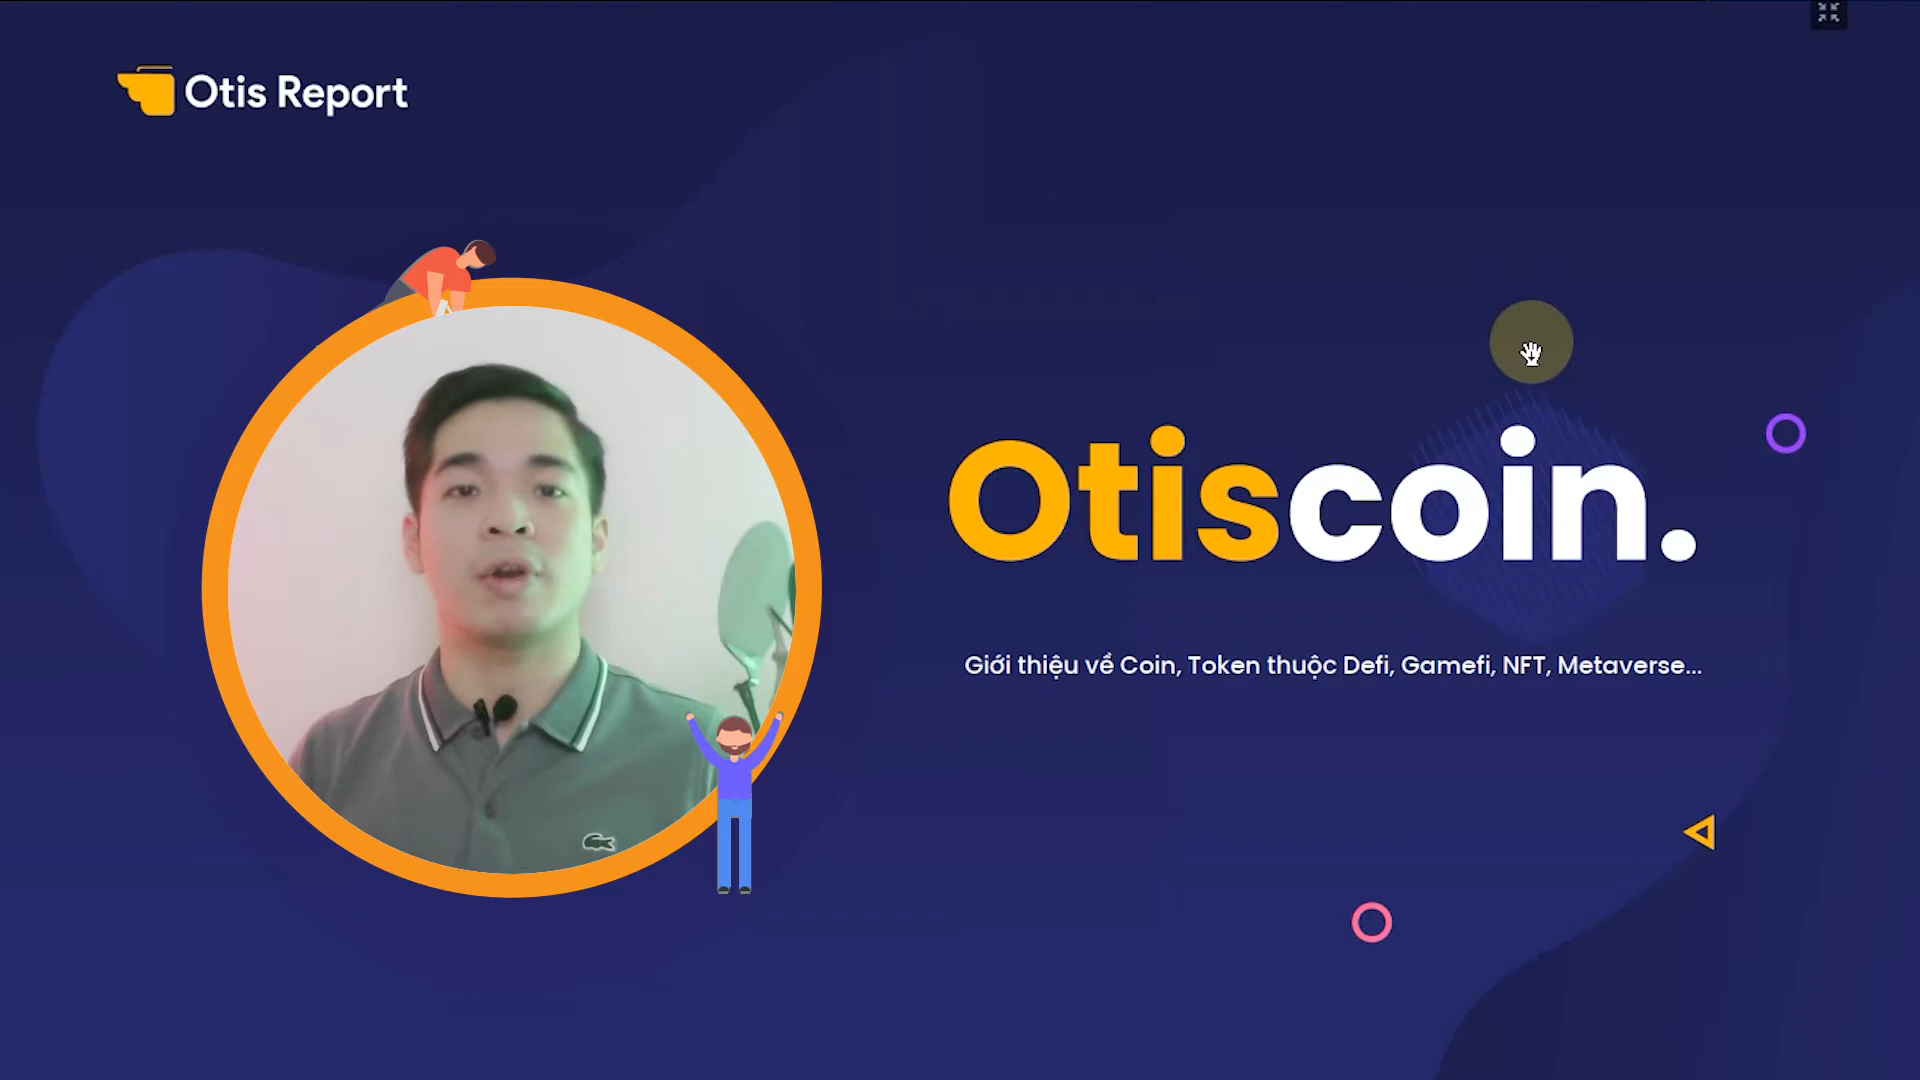 Otis Report
Otiscoin.
Giới thiệu về Coin, Token thuộc Defi, Gamefi, NFT, Metaverse...